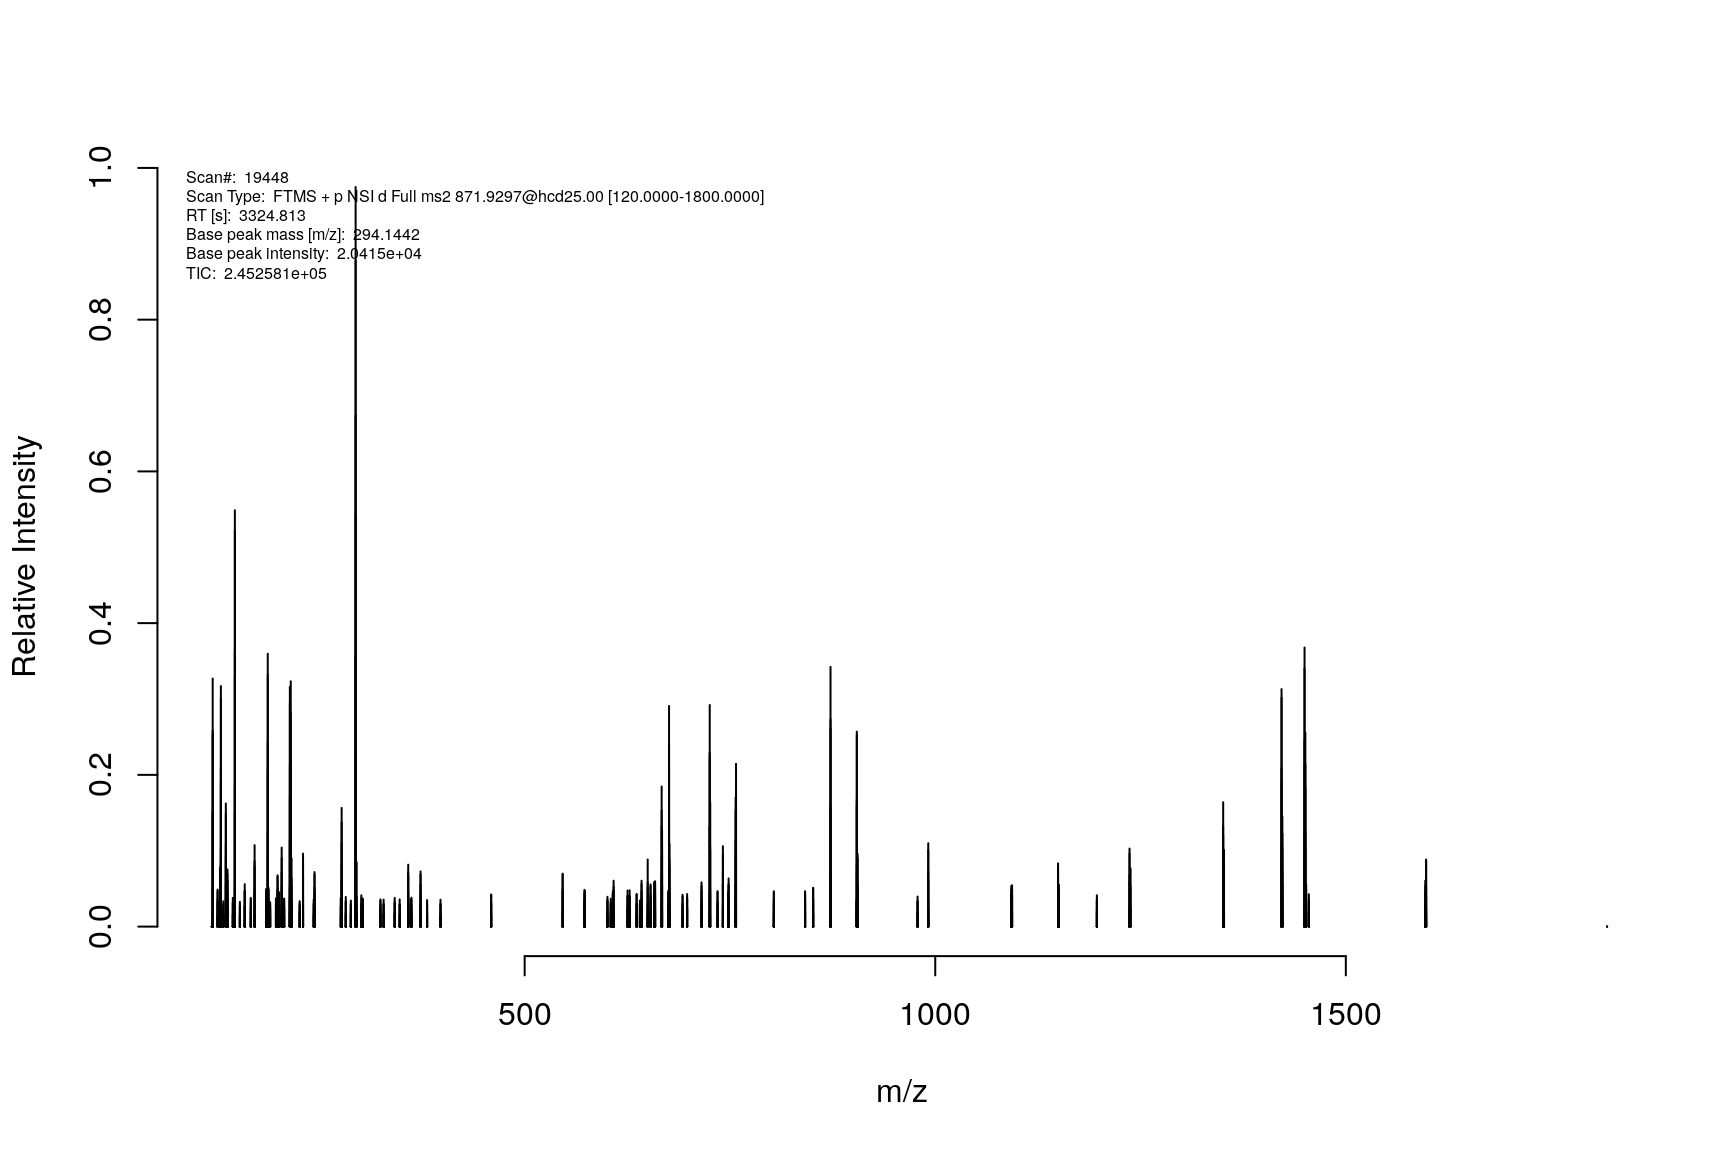 Scan#: 19448
Scan Type: FTMS + p NSI d Full ms2 871.9297@hcd25.00 [120.0000-1800.0000]
RT [s]: 3324.813
Base peak mass [m/z]: 294.1442
Base peak intensity: 2.0415e+04
TIC: 2.452581e+05
1.0
0.8
0.6
0.4
0.2
0.0
Relative Intensity
500 1000 1500
m/z